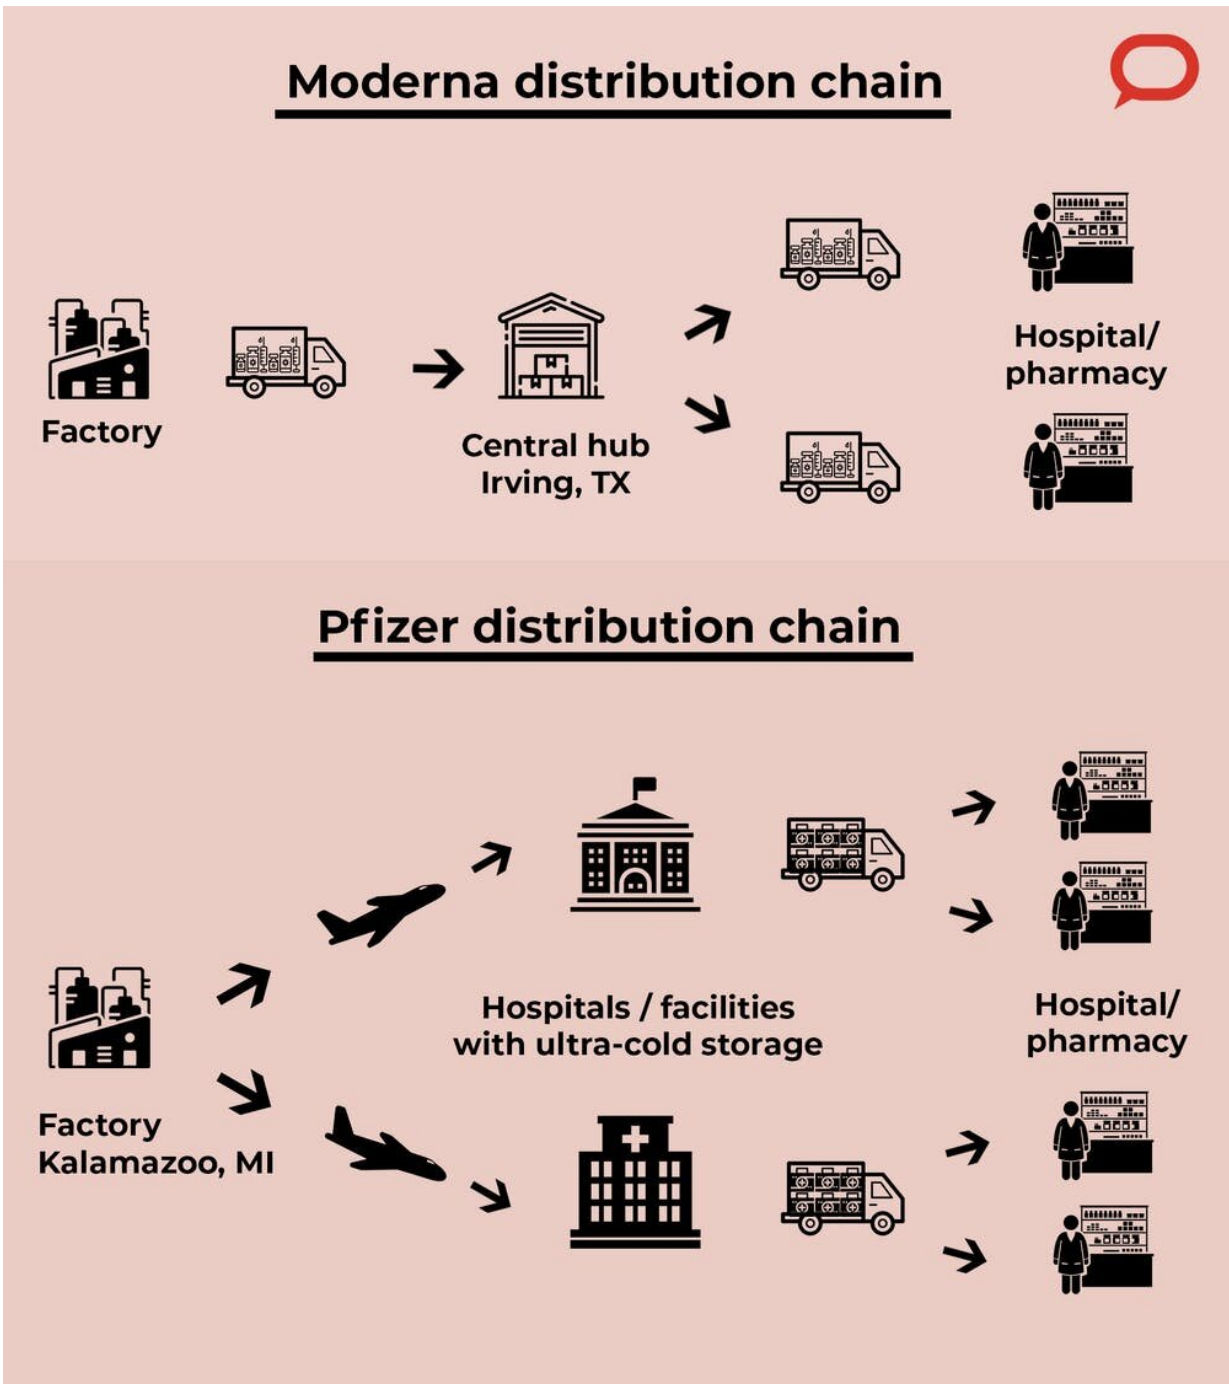 Moderna distribution chain
Factory
Central hub
Irving, TX
Hospital/
pharmacy
Pfizer distribution chain
Factory
Kalamazoo, MI
Hospitals / facilities
with ultra-cold storage
Hospital/
pharmacy